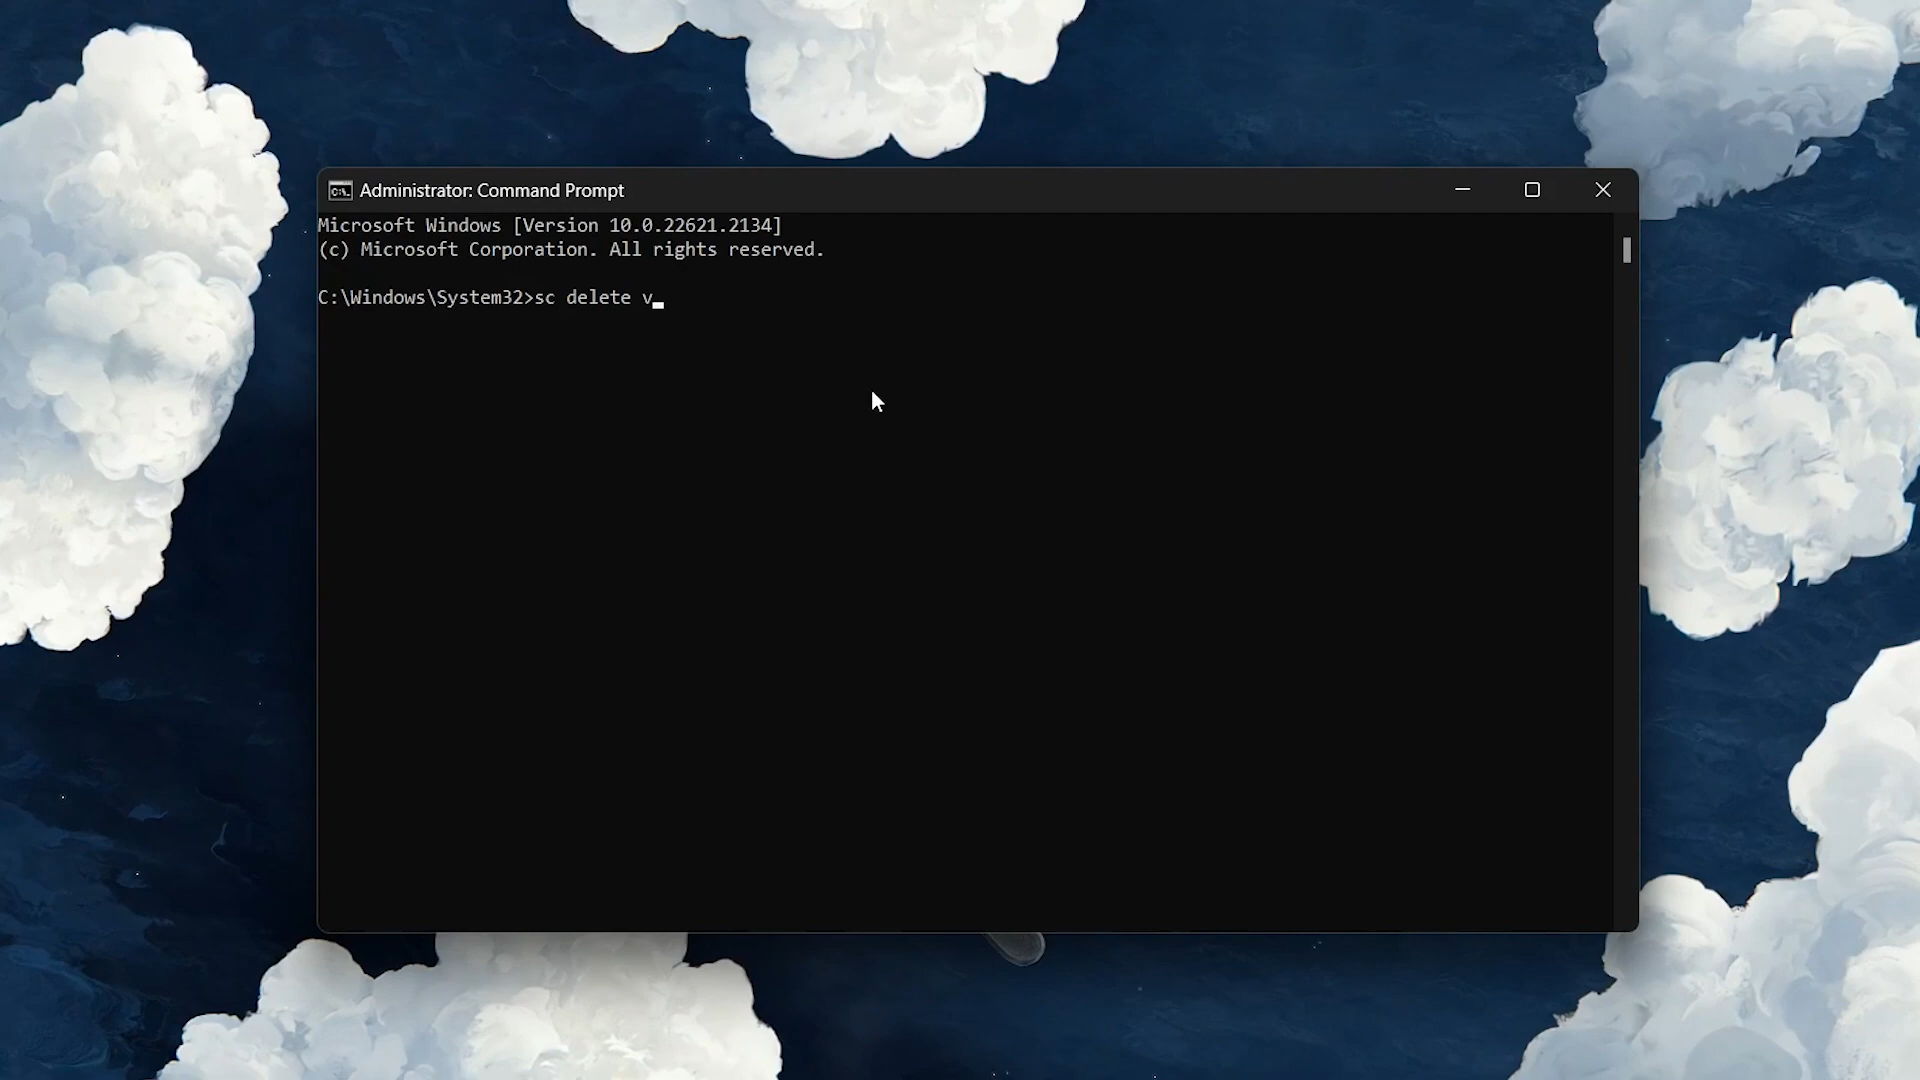 Administrator: Command Prompt
Microsoft Windows [Version 10.0.22621.2134]
(c) Microsoft Corporation. All rights reserved.
C:\Windows\System32>sc delete v